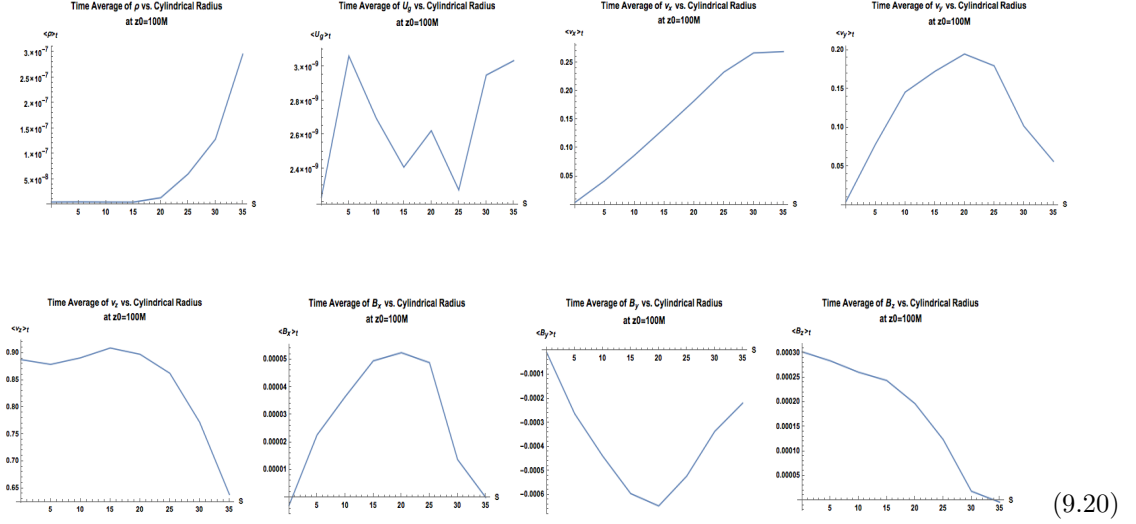 Time Average of ρ vs. Cylindrical Radius
at z0=100M
<ρ>t
3.×10⁻⁷
2.5×10⁻⁷
2.×10⁻⁷
1.5×10⁻⁷
1.×10⁻⁷
5.×10⁻⁸
5 10 15 20 25 30 35 S
Time Average of Ug vs. Cylindrical Radius
at z0=100M
<Ug>t
3.×10⁻⁹
2.8×10⁻⁹
2.6×10⁻⁹
2.4×10⁻⁹
5 10 15 20 25 30 35 S
Time Average of vx vs. Cylindrical Radius
at z0=100M
<vx>t
0.25
0.20
0.15
0.10
0.05
5 10 15 20 25 30 35 S
Time Average of vy vs. Cylindrical Radius
at z0=100M
<vy>t
0.20
0.15
0.10
0.05
5 10 15 20 25 30 35 S
Time Average of vz vs. Cylindrical Radius
at z0=100M
<vz>t
0.90
0.85
0.80
0.75
0.70
0.65
5 10 15 20 25 30 35 S
Time Average of Bx vs. Cylindrical Radius
at z0=100M
<Bx>t
0.00005
0.00004
0.00003
0.00002
0.00001
5 10 15 20 25 30 35 S
Time Average of By vs. Cylindrical Radius
at z0=100M
<By>t
5 10 15 20 25 30 35 S
-0.0001
-0.0002
-0.0003
-0.0004
-0.0005
-0.0006
Time Average of Bz vs. Cylindrical Radius
at z0=100M
<Bz>t
0.00030
0.00025
0.00020
0.00015
0.00010
0.00005
5 10 15 20 25 30 35 S
(9.20)